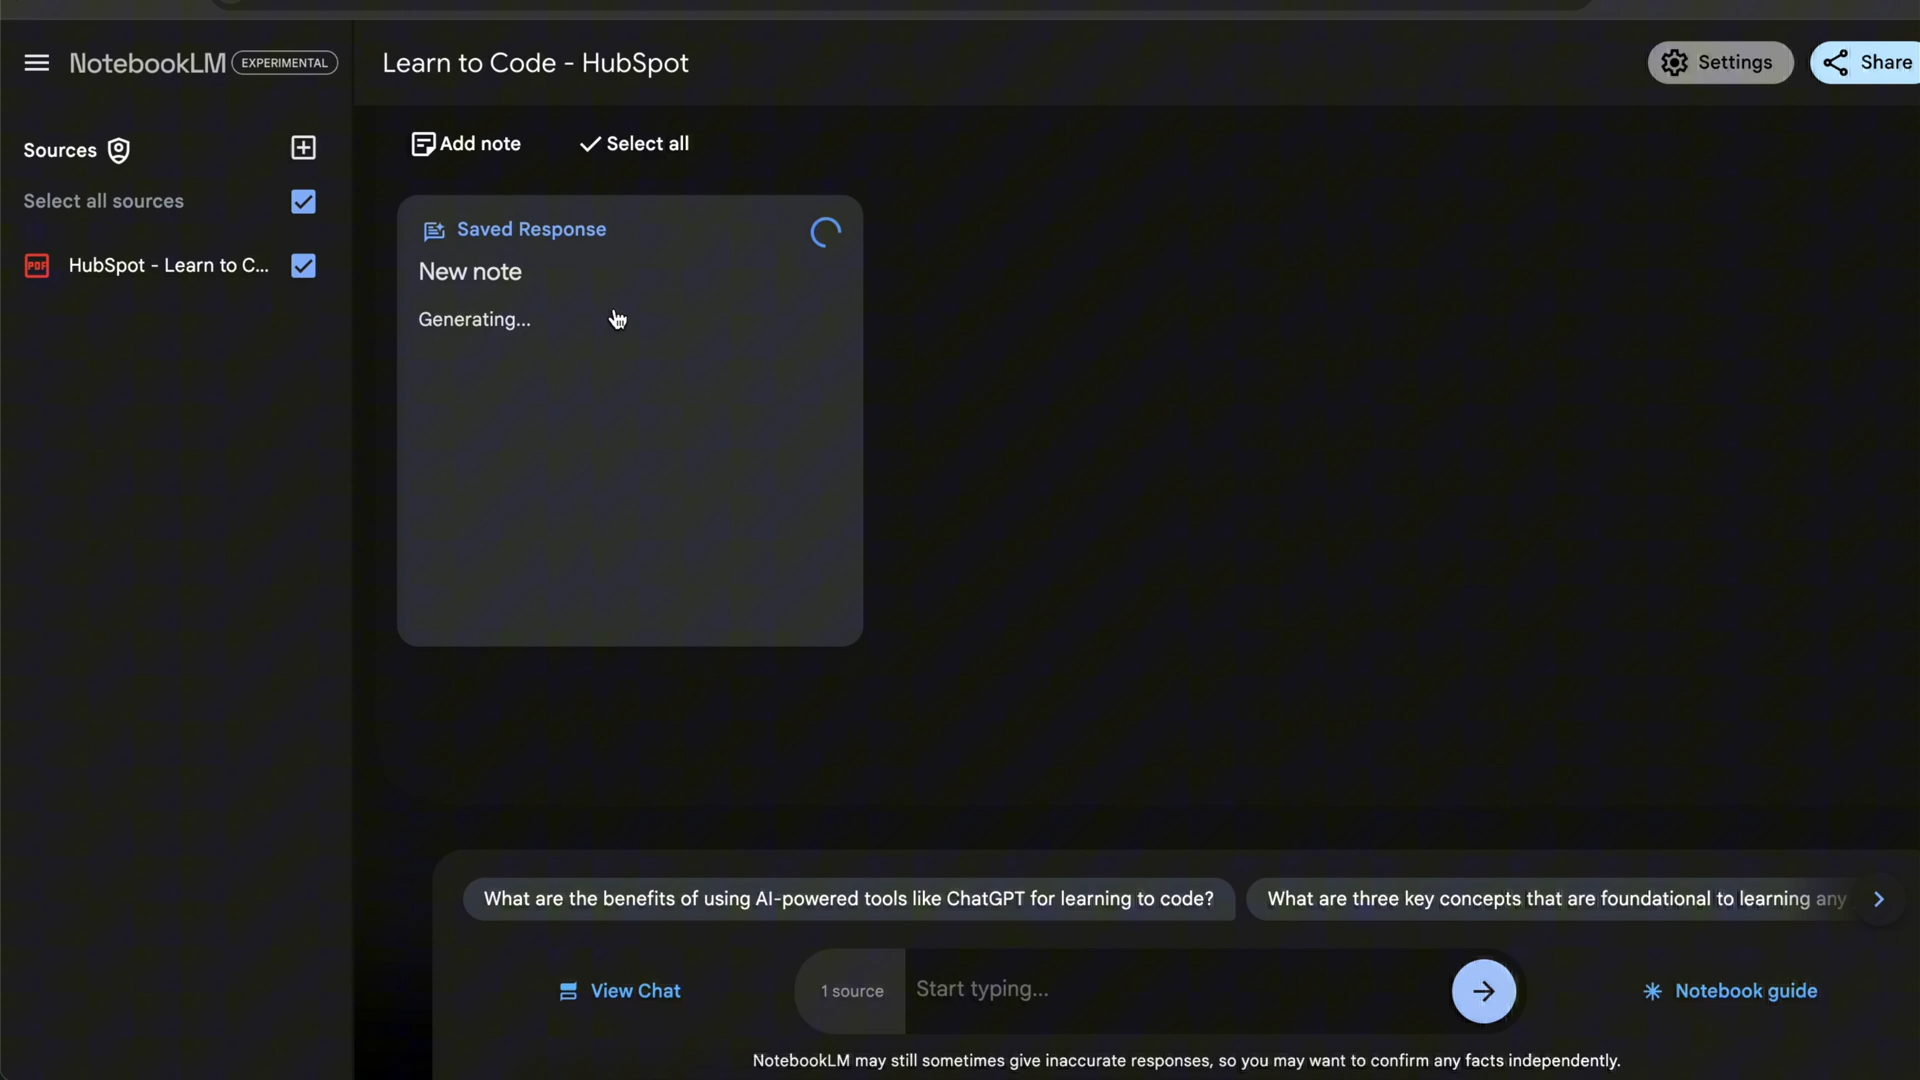 NotebookLM EXPERIMENTAL
Learn to Code - HubSpot
Settings
Share
Sources
Select all sources
PDF HubSpot - Learn to C...
Add note
Select all
Saved Response
New note
Generating...
What are the benefits of using AI-powered tools like ChatGPT for learning to code?
What are three key concepts that are foundational to learning any
View Chat
1 source
Start typing...
Notebook guide
NotebookLM may still sometimes give inaccurate responses, so you may want to confirm any facts independently.